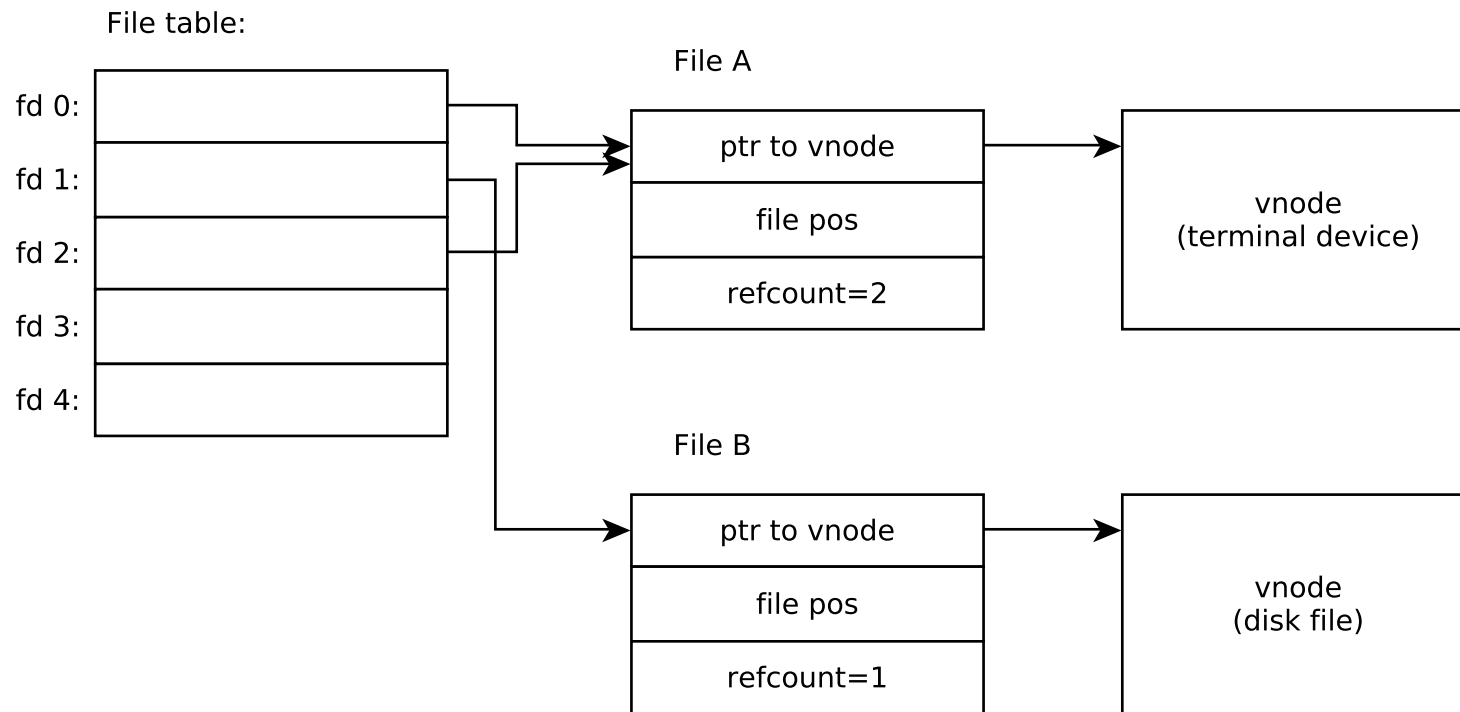 File table:
File A
fd 0:
fd 1:
fd 2:
fd 3:
fd 4:
ptr to vnode
file pos
refcount=2
vnode
(terminal device)
File B
ptr to vnode
file pos
refcount=1
vnode
(disk file)